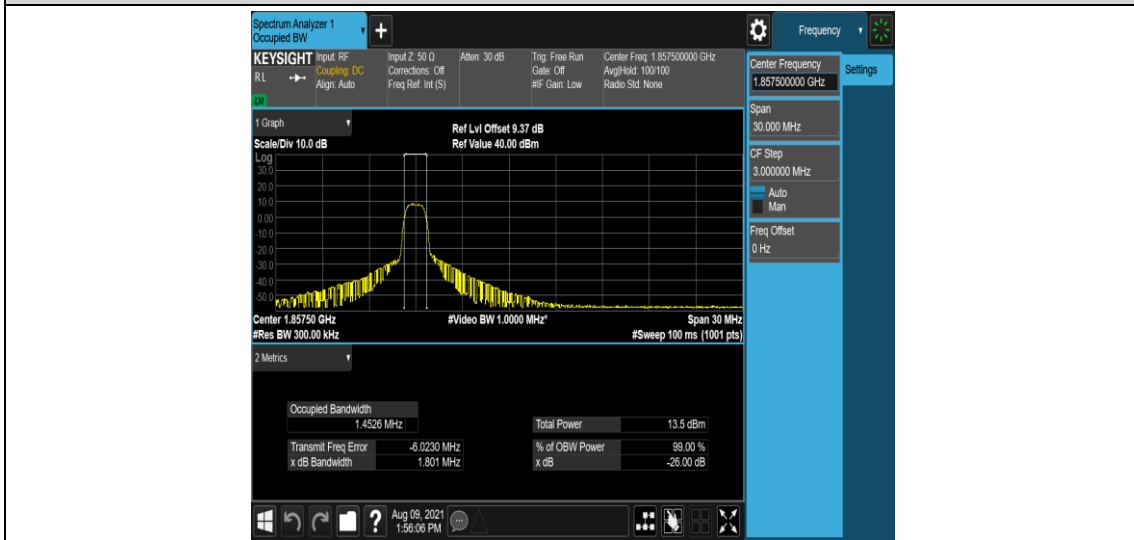 Spectrum Analyzer 1
Occupied BW
+
Frequency
KEYSIGHT
RL
Input: RF
Coupling: DC
Align: Auto
Input Z: 50 Ω
Corrections: Off
Freq Ref: Int (S)
Atten: 30 dB
Trig: Free Run
Gate: Off
#IF Gain: Low
Center Freq: 1.857500000 GHz
Avg|Hold: 100/100
Radio Std: None
Center Frequency
1.857500000 GHz
Settings
Span
30.000 MHz
CF Step
3.000000 MHz
Auto
Man
Freq Offset
0 Hz
1 Graph
Scale/Div 10.0 dB
Ref Lvl Offset 9.37 dB
Ref Value 40.00 dBm
Log
30.0
20.0
10.0
0.00
-10.0
-20.0
-30.0
-40.0
-50.0
Center 1.85750 GHz
#Video BW 1.0000 MHz*
Span 30 MHz
#Res BW 300.00 kHz
#Sweep 100 ms (1001 pts)
2 Metrics
Occupied Bandwidth
1.4526 MHz
Total Power 13.5 dBm
Transmit Freq Error -6.0230 MHz
% of OBW Power 99.00 %
x dB Bandwidth 1.801 MHz
x dB -26.00 dB
?
Aug 09, 2021
1:56:06 PM